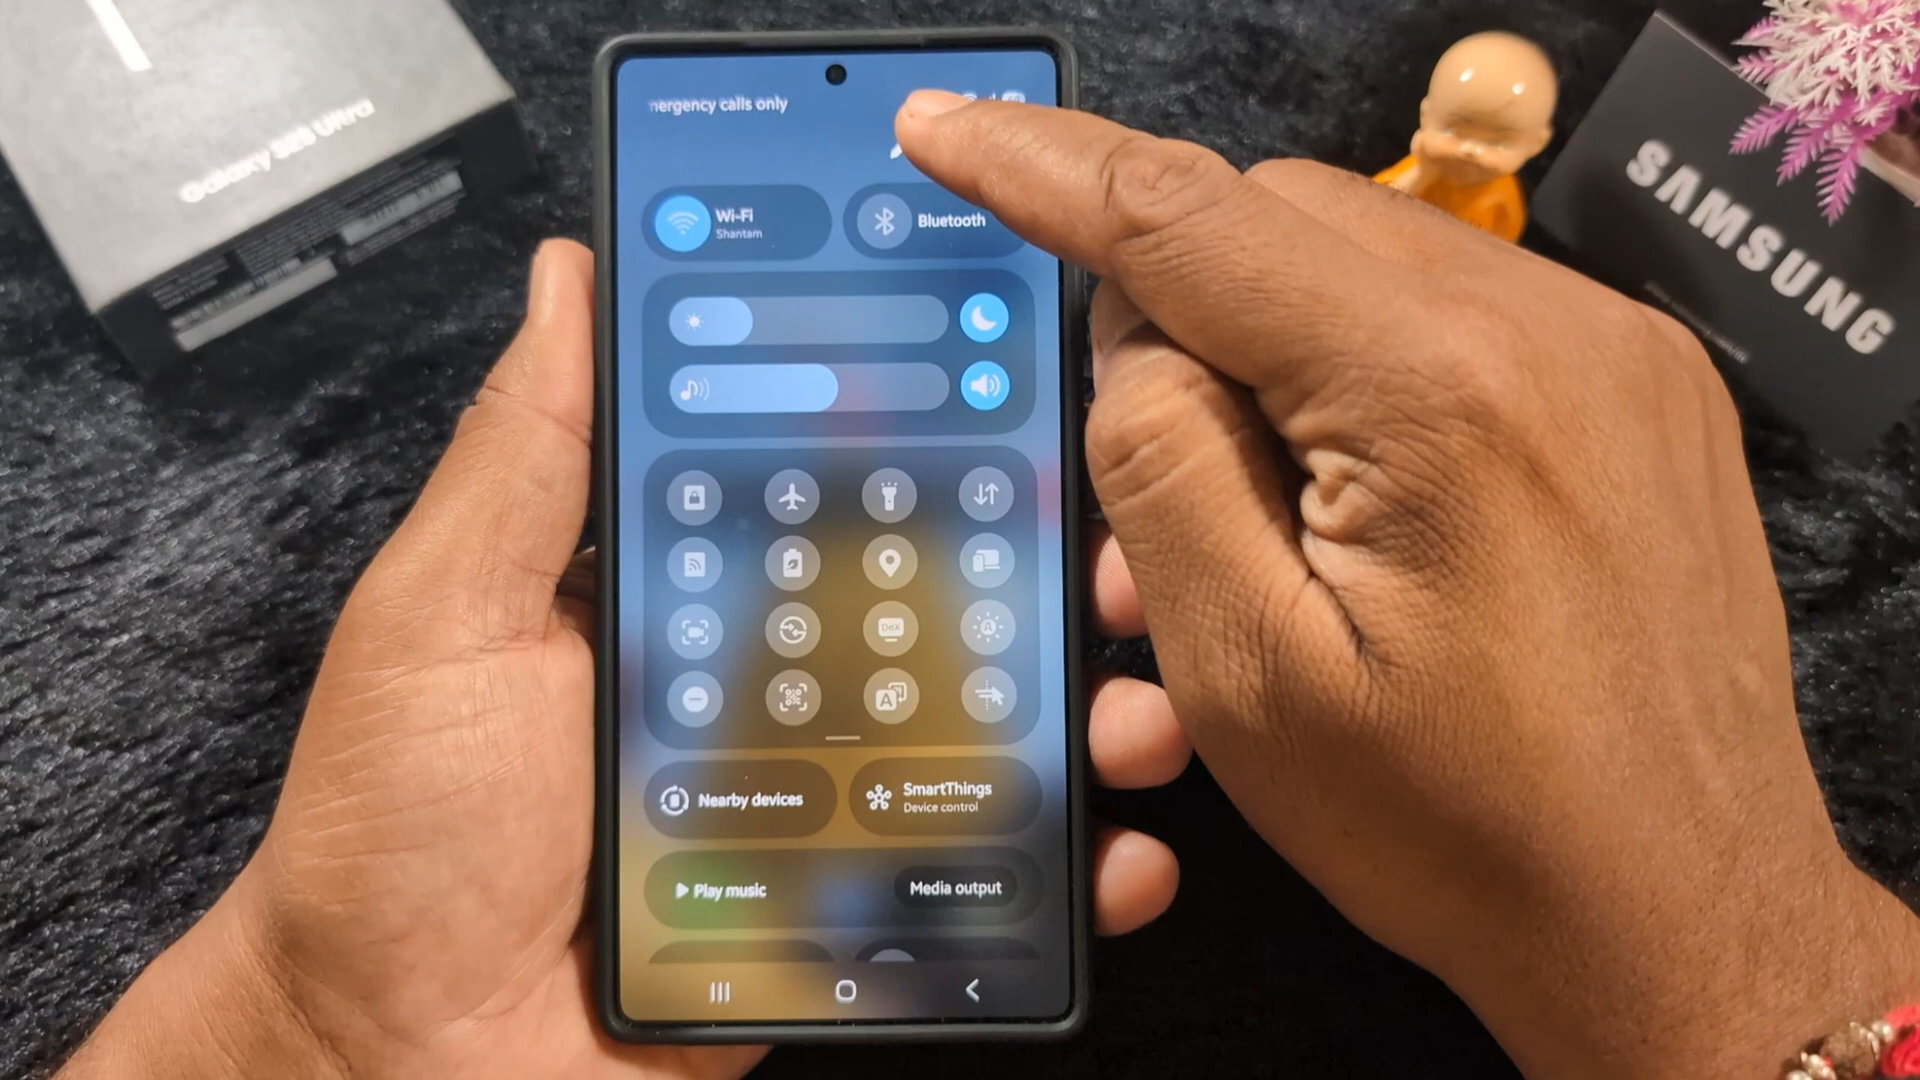 Galaxy S26 Ultra
SAMSUNG
nergency calls only
Wi-Fi
Shantam
Bluetooth
DeX
A
Nearby devices
SmartThings
Device control
Play music
Media output